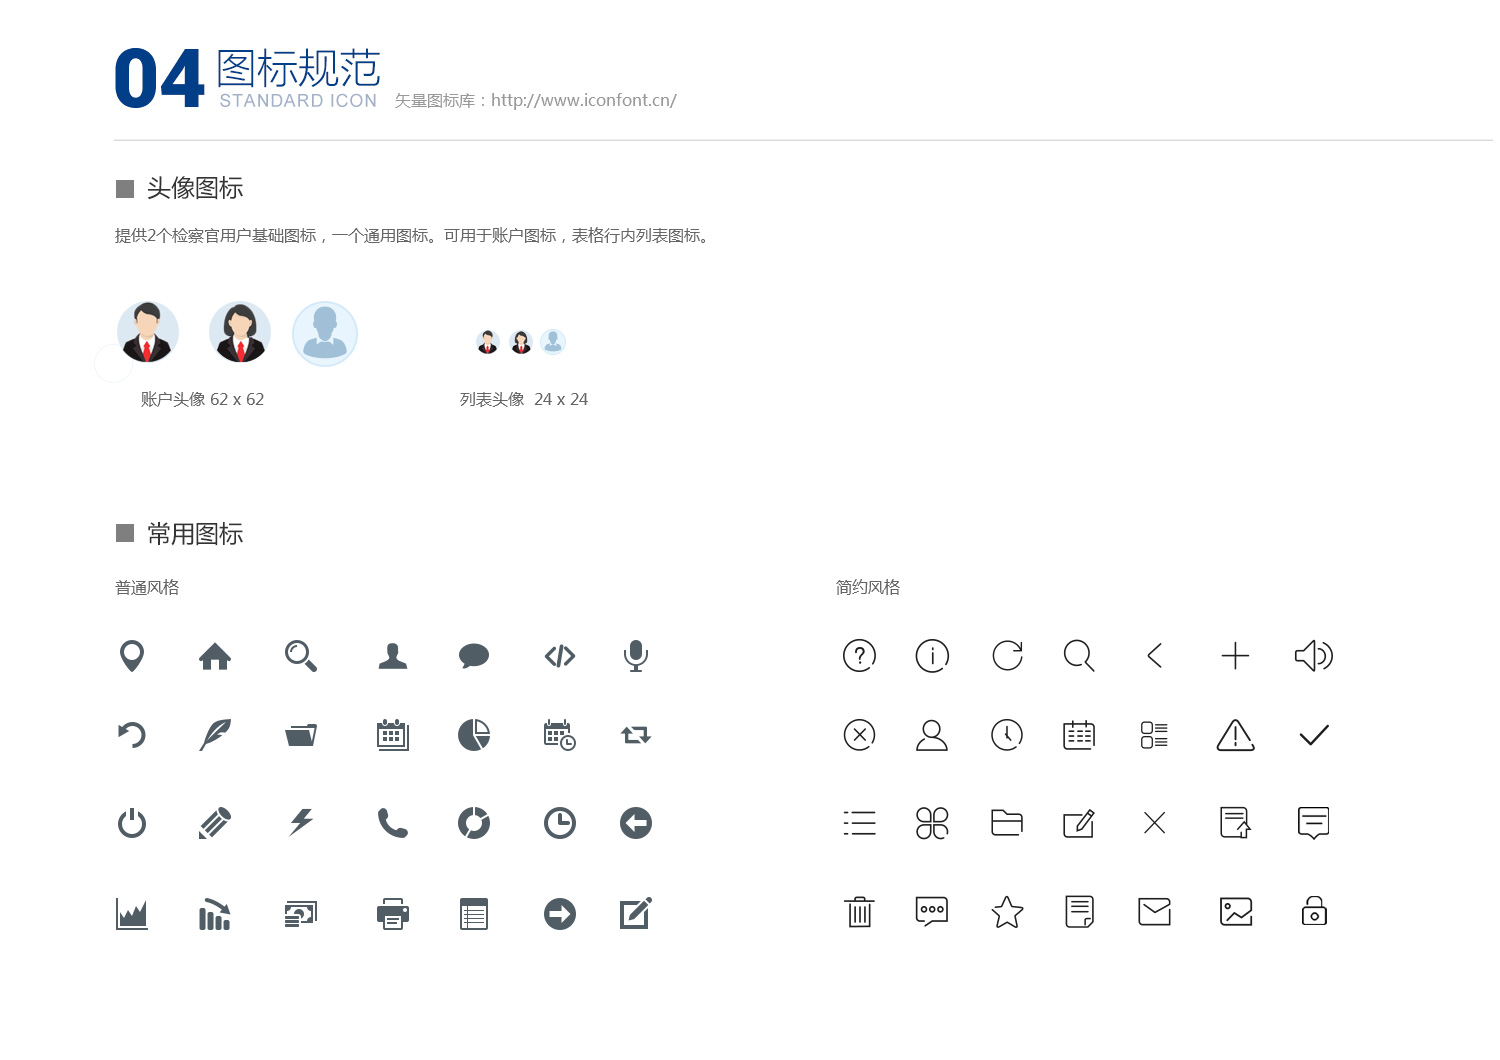 04 图标规范
STANDARD ICON 矢量图标库：http://www.iconfont.cn/
头像图标
提供2个检察官用户基础图标，一个通用图标。可用于账户图标，表格行内列表图标。
账户头像 62 x 62
列表头像 24 x 24
常用图标
普通风格
简约风格